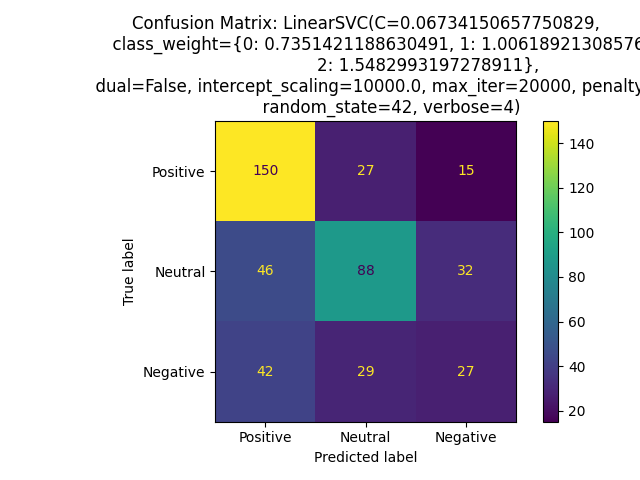 Confusion Matrix: LinearSVC(C=0.06734150657750829,
class_weight={0: 0.7351421188630491, 1: 1.00618921308576
2: 1.5482993197278911},
dual=False, intercept_scaling=10000.0, max_iter=20000, penalty
random_state=42, verbose=4)
Positive 150 27 15
Neutral 46 88 32
Negative 42 29 27
Positive Neutral Negative
Predicted label
True label
140
120
100
80
60
40
20